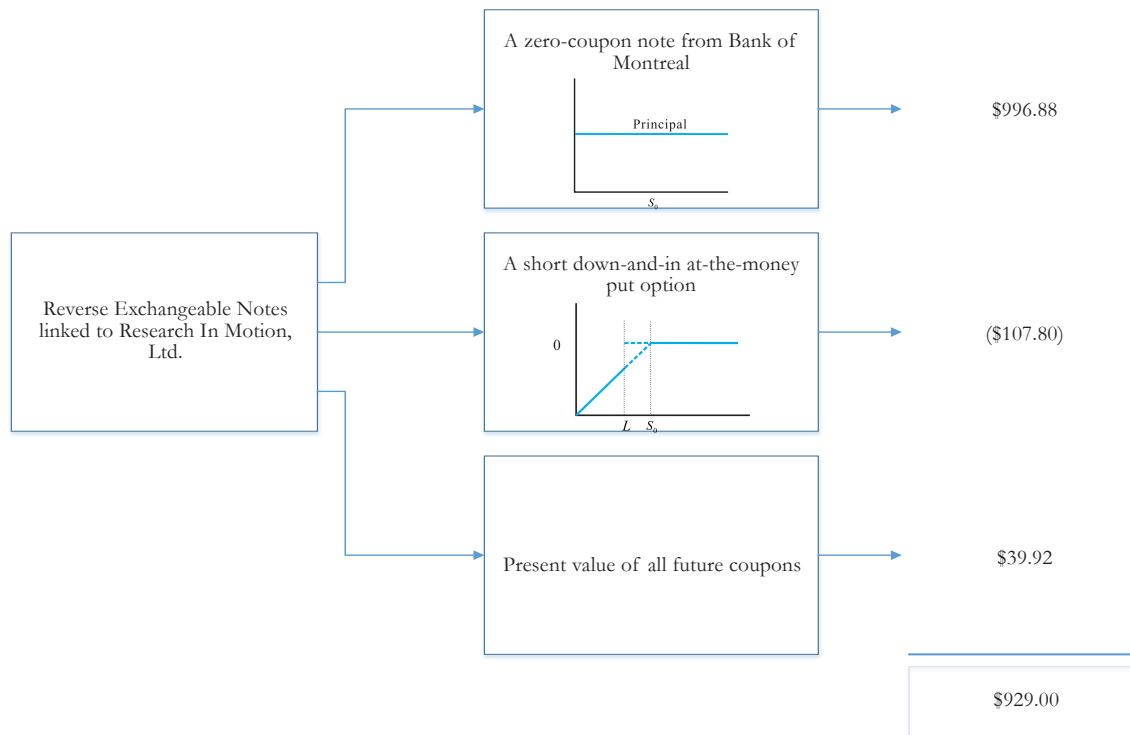 A zero-coupon note from Bank of
Montreal
Principal
S₀
$996.88
Reverse Exchangeable Notes
linked to Research In Motion,
Ltd.
A short down-and-in at-the-money
put option
0
L
S₀
($107.80)
Present value of all future coupons
$39.92
$929.00